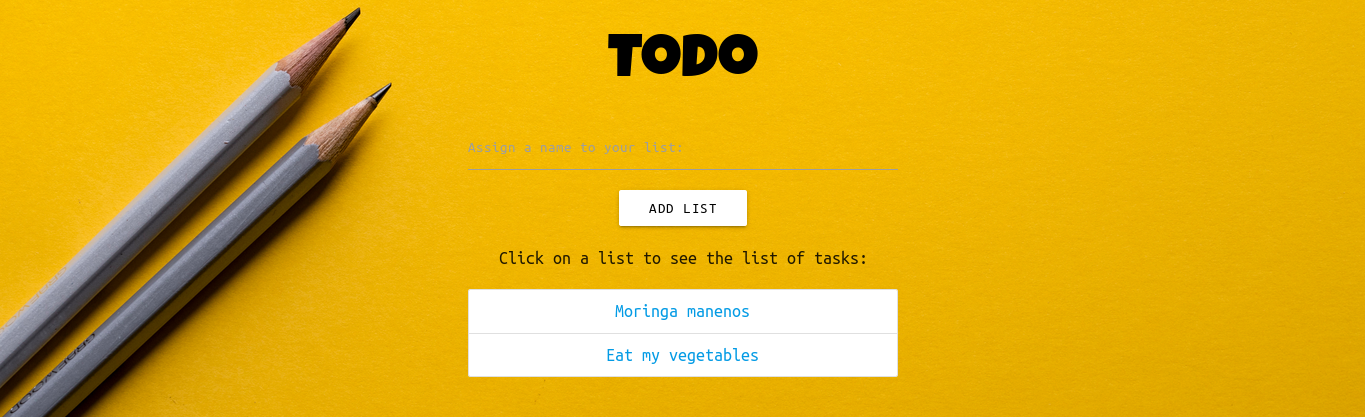 TODO
Assign a name to your list:
ADD LIST
Click on a list to see the list of tasks:
Moringa manenos
Eat my vegetables